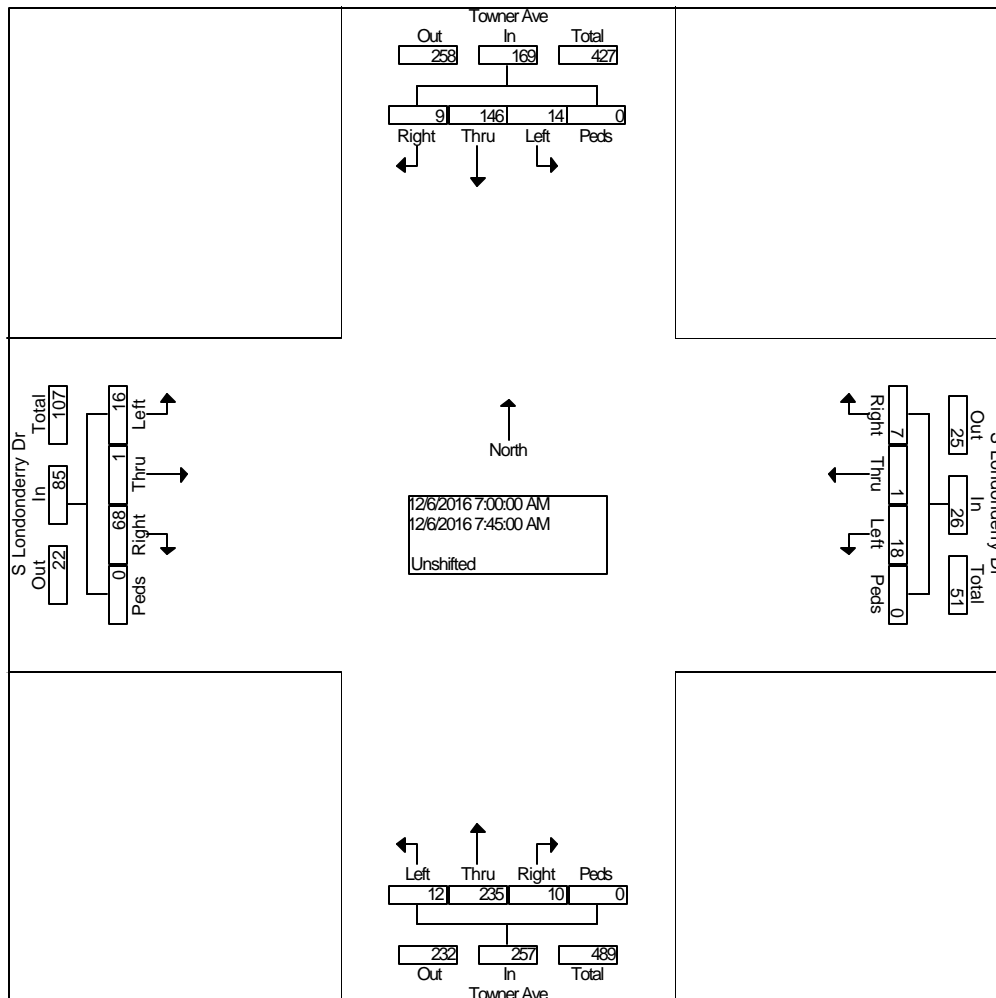 Towner Ave
Out In Total
258 169 427
9 146 14 0
Right Thru Left Peds
S Londonderry Dr
Total In Out
107 85 22
16 1 68 0
Left Thru Right Peds
North
12/6/2016 7:00:00 AM
12/6/2016 7:45:00 AM
Unshifted
Right Thru Left Peds
7 1 18 0
25 26 51
Out In Total
S Londonderry Dr
Left Thru Right Peds
12 235 10 0
232 257 489
Out In Total
Towner Ave